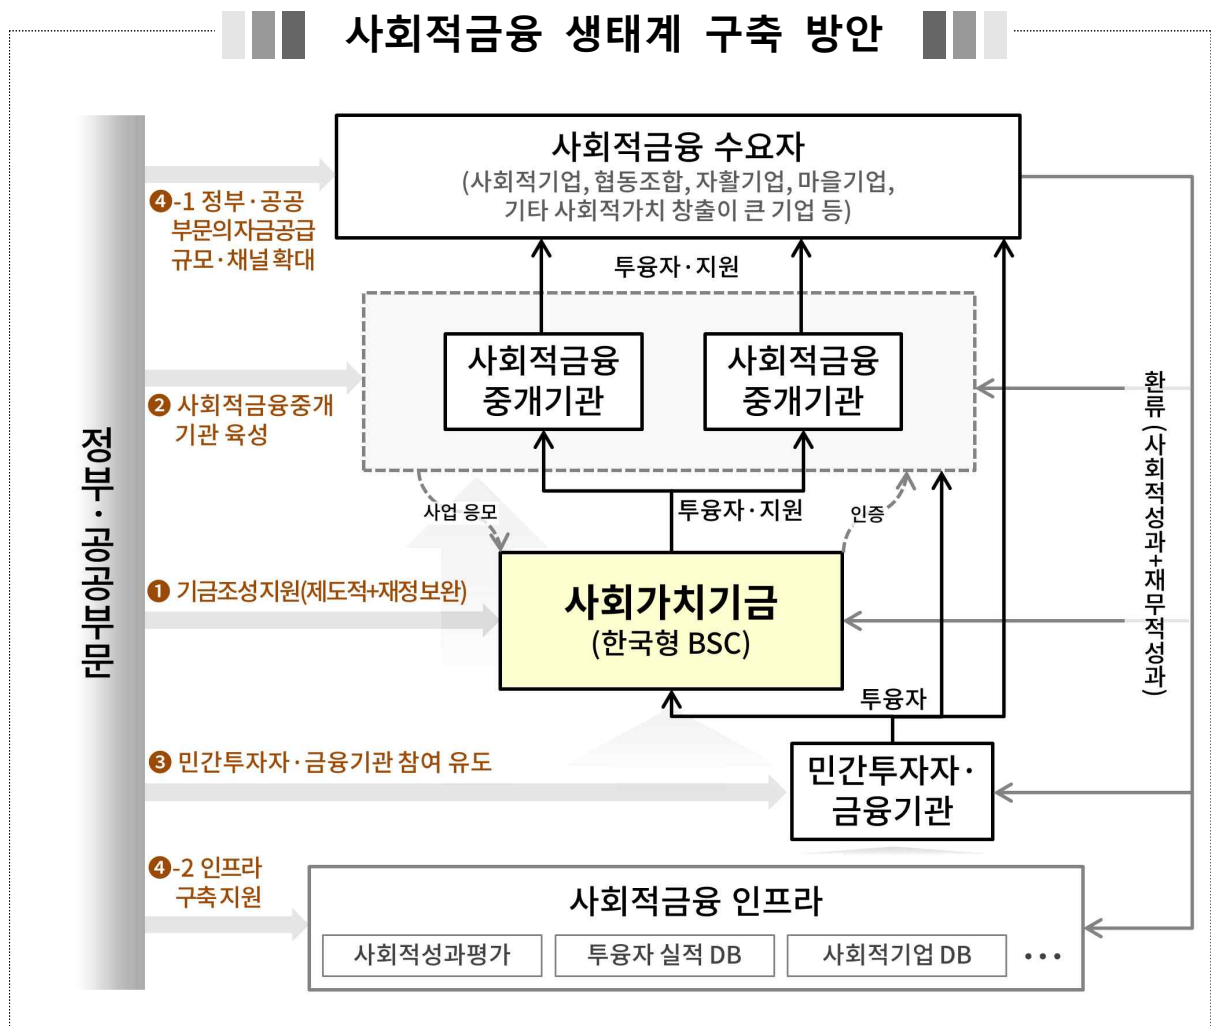 사회적금융 생태계 구축 방안
사회적금융 수요자
(사회적기업, 협동조합, 자활기업, 마을기업,
기타 사회적가치 창출이 큰 기업 등)
❹-1 정부·공공
부문의자금공급
규모·채널 확대
투융자·지원
사회적금융
중개기관
사회적금융
중개기관
❷ 사회적금융중개
기관 육성
정부·공공부문
환류(사회적성과+재무적성과)
사업 응모
투융자·지원
인증
❶ 기금조성지원(제도적+재정보완)
사회가치기금
(한국형 BSC)
투융자
❸ 민간투자자·금융기관 참여 유도
민간투자자·
금융기관
❹-2 인프라
구축지원
사회적금융 인프라
사회적성과평가
투융자 실적 DB
사회적기업 DB
···